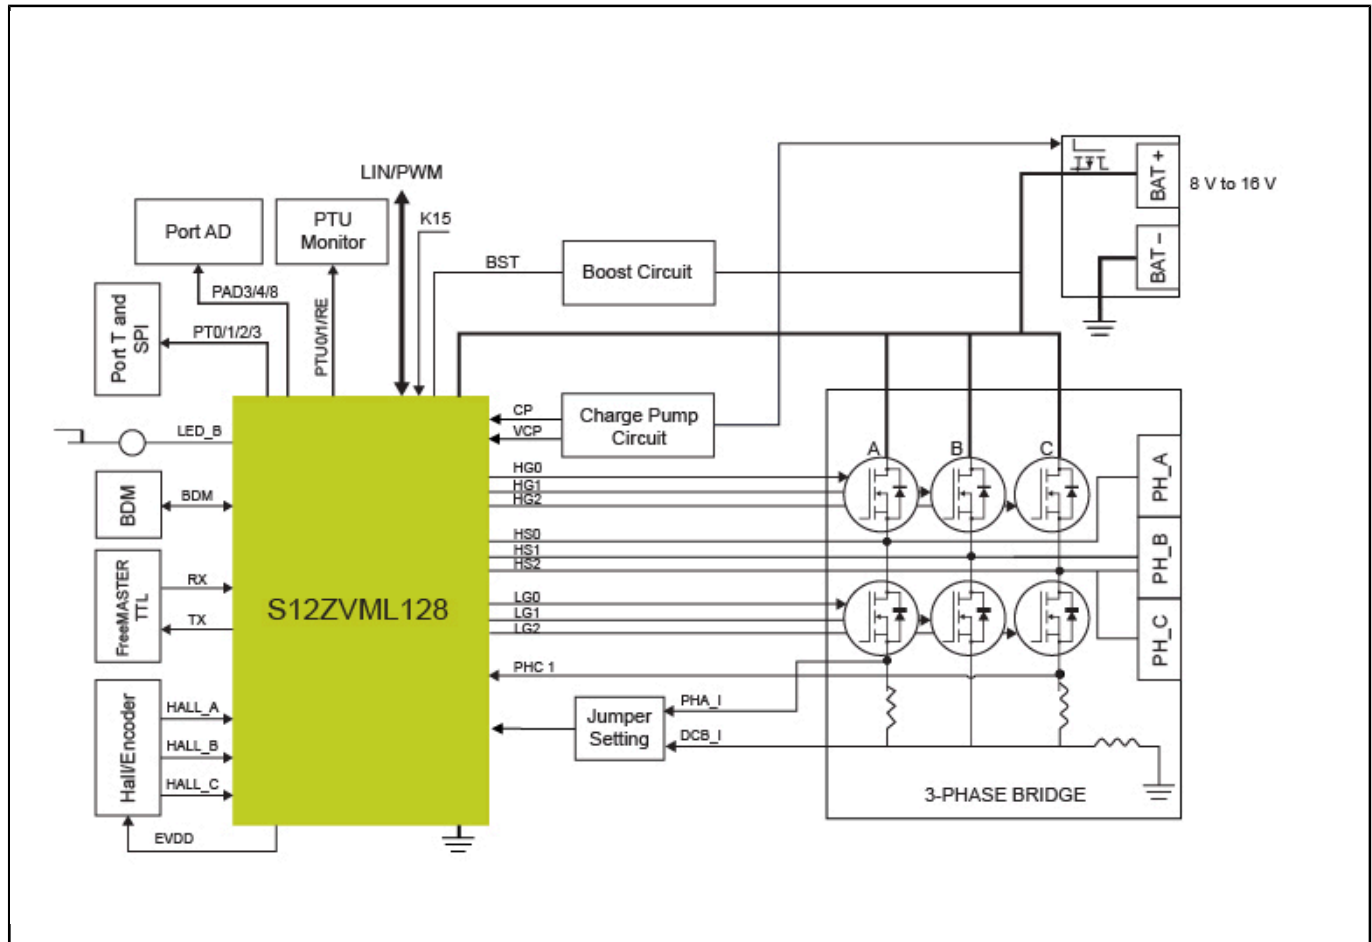 LIN/PWM
K15
Port AD
PTU
Monitor
BAT +
8 V to 16 V
BAT –
BST
Boost Circuit
PAD3/4/8
Port T and
SPI
PT0/1/2/3
PTU0/1/RE
CP
VCP
Charge Pump
Circuit
LED_B
A
B
C
PH_A
HG0
HG1
HG2
BDM
BDM
HS0
HS1
HS2
PH_B
FreeMASTER
TTL
RX
TX
S12ZVML128
LG0
LG1
LG2
PH_C
PHC 1
Hall/Encoder
HALL_A
HALL_B
HALL_C
Jumper
Setting
PHA_I
DCB_I
3-PHASE BRIDGE
EVDD